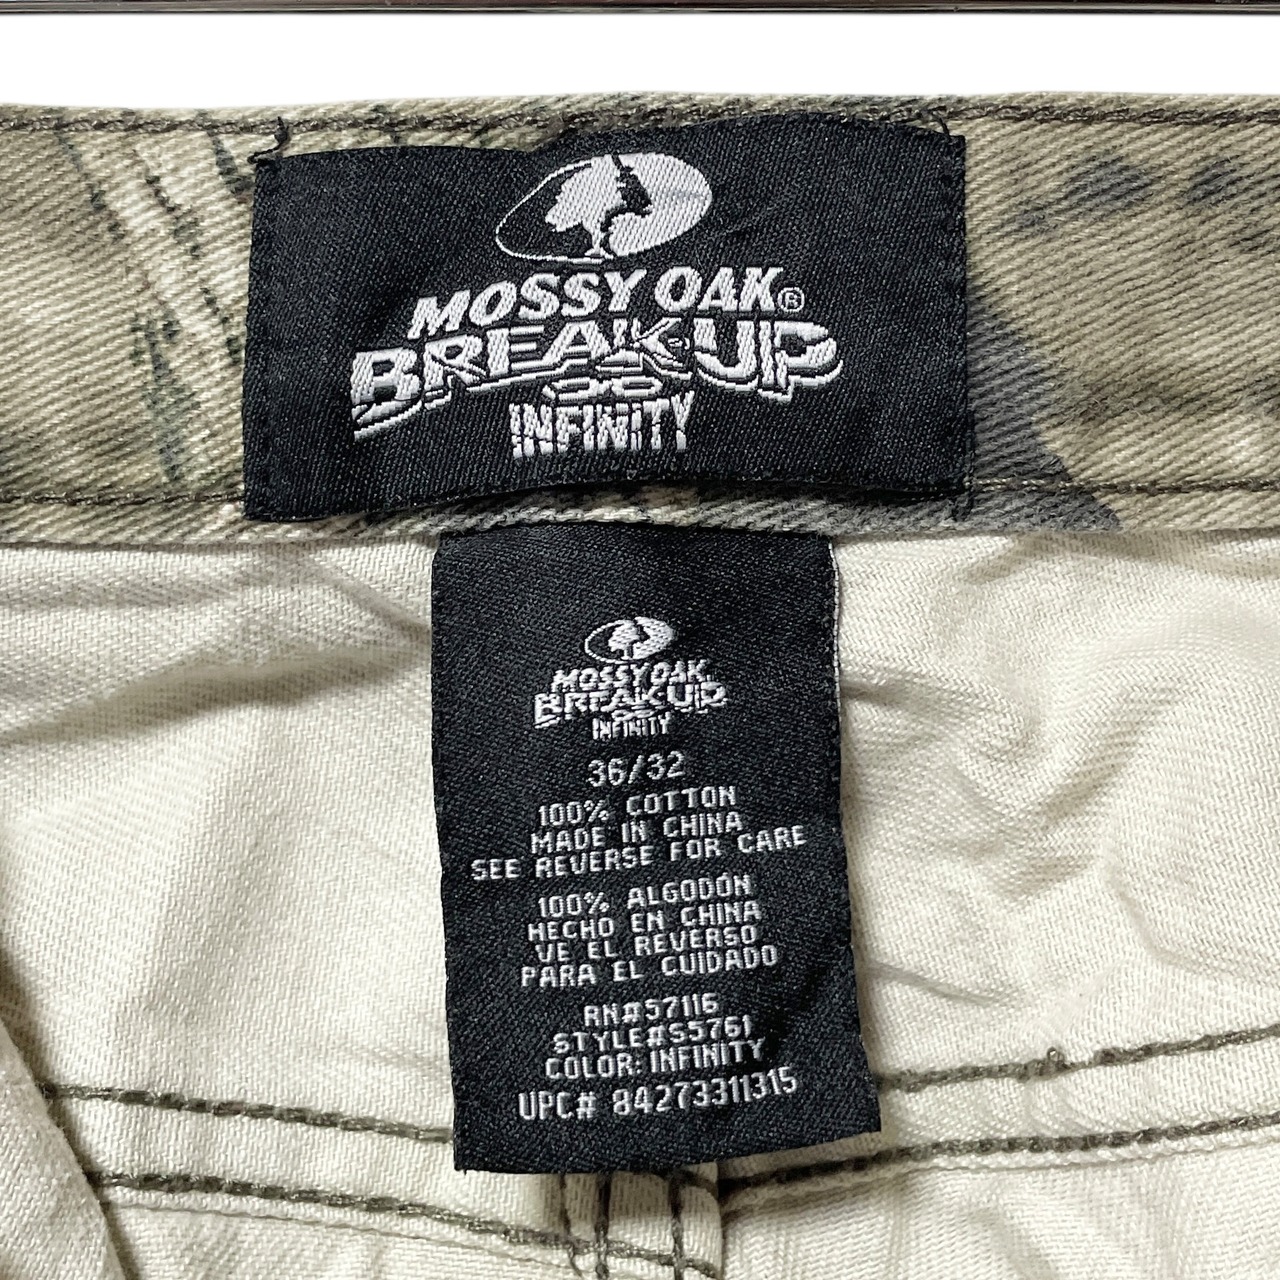 MOSSY OAK®
BREAK-UP
INFINITY
MOSSY OAK
BREAK-UP
INFINITY
36/32
100% COTTON
MADE IN CHINA
SEE REVERSE FOR CARE
100% ALGODÓN
HECHO EN CHINA
VE EL REVERSO
PARA EL CUIDADO
RN#57116
STYLE#S5761
COLOR: INFINITY
UPC# 84273311315